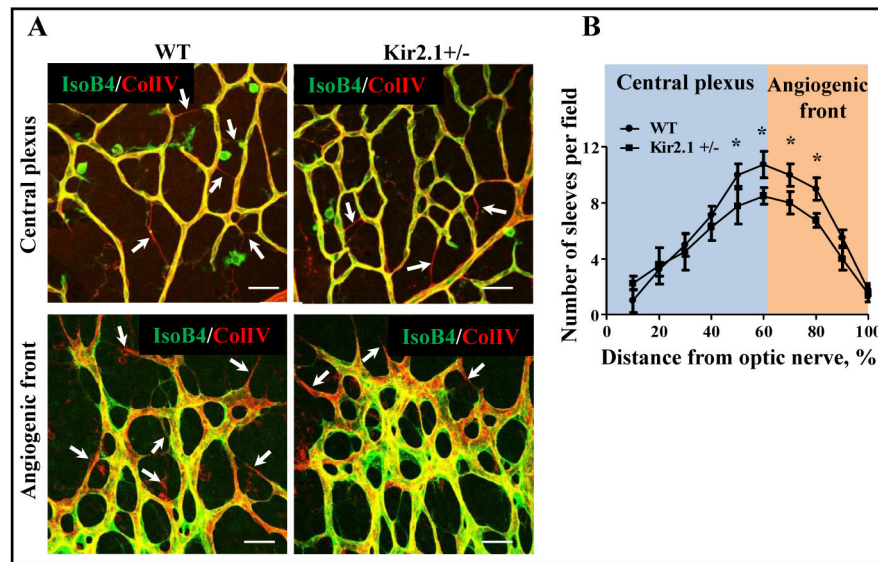 A
WT
Kir2.1+/-
IsoB4/ColIV
IsoB4/ColIV
Central plexus
IsoB4/ColIV
IsoB4/ColIV
Angiogenic front
B
Central plexus
Angiogenic
front
WT
Kir2.1 +/-
* * * *
Number of sleeves per field
12
8
4
0
20 40 60 80 100
Distance from optic nerve, %